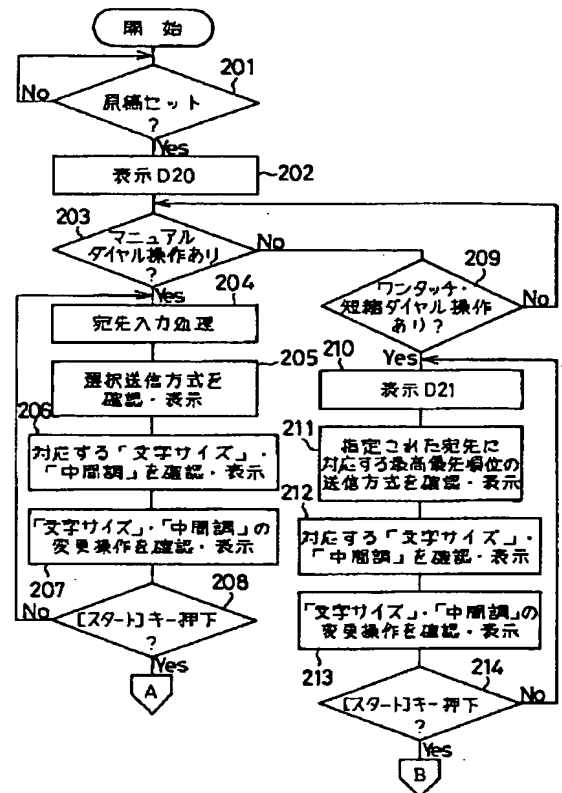 開始
201
原稿セット
?
No
Yes
表示D20
202
203
マニュアル
ダイヤル操作あり
?
No
Yes
204
宛先入力処理
205
選択送信方式を
確認・表示
206
対応する「文字サイズ」・
「中間調」を確認・表示
「文字サイズ」・「中間調」の
変更操作を確認・表示
207
208
[スタート]キー押下
?
No
Yes
A
209
ワンタッチ・
短縮ダイヤル操作
あり?
No
Yes
210
表示D21
211
指定された宛先に
対応する最高最先順位の
送信方式を確認・表示
212
対応する「文字サイズ」・
「中間調」を確認・表示
「文字サイズ」・「中間調」の
変更操作を確認・表示
213
214
[スタート]キー押下
?
No
Yes
B